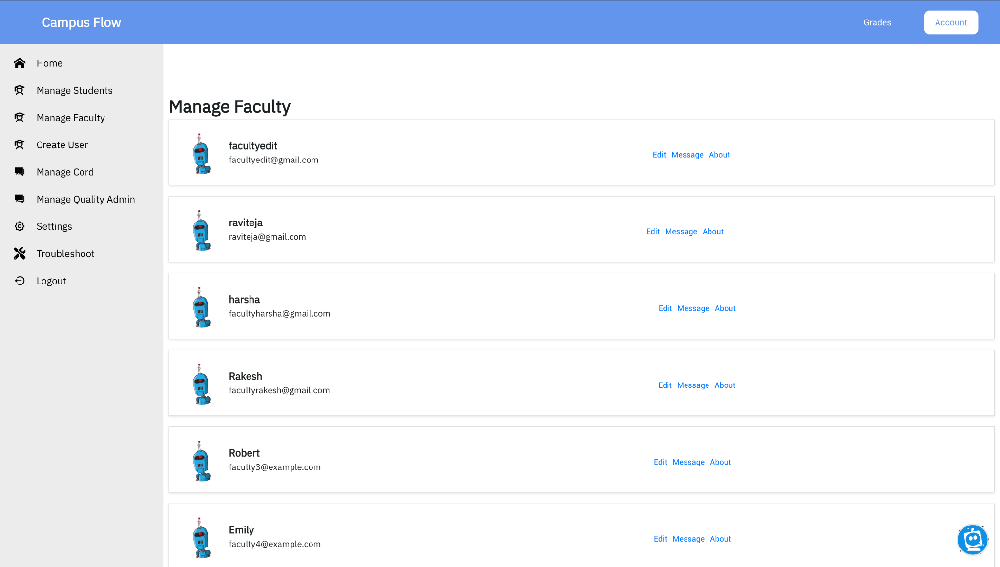 Campus Flow
Grades
Account
Home
Manage Students
Manage Faculty
Create User
Manage Cord
Manage Quality Admin
Settings
Troubleshoot
Logout
Manage Faculty
facultyedit
facultyedit@gmail.com
Edit Message About
raviteja
raviteja@gmail.com
Edit Message About
harsha
facultyharsha@gmail.com
Edit Message About
Rakesh
facultyrakesh@gmail.com
Edit Message About
Robert
faculty3@example.com
Edit Message About
Emily
faculty4@example.com
Edit Message About